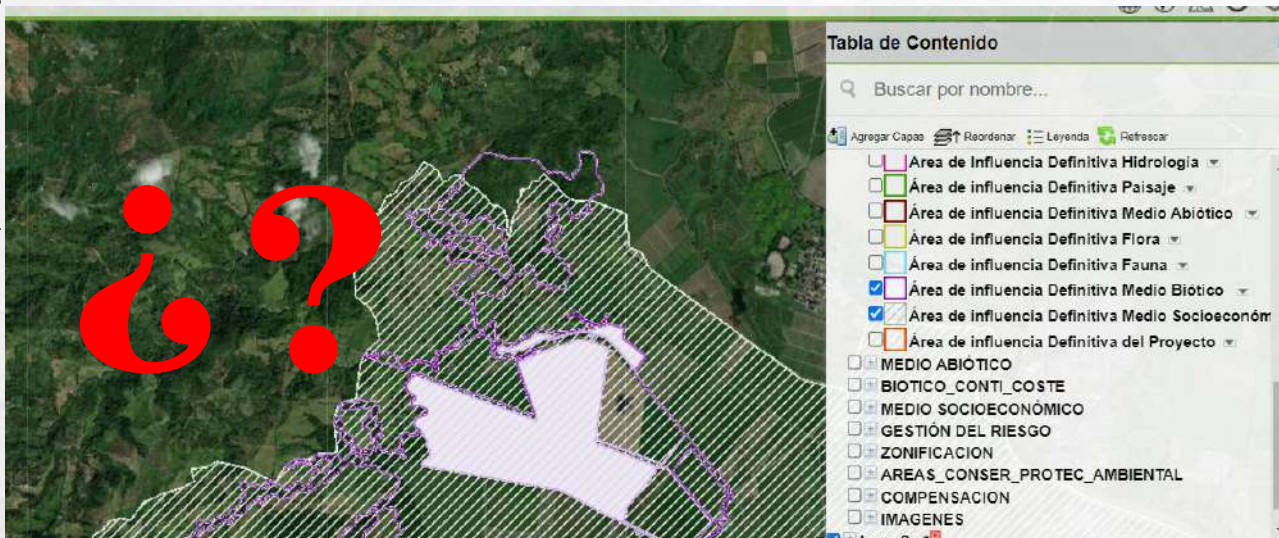 Tabla de Contenido
Buscar por nombre...
Agregar Capas Reordenar Leyenda Refrescar
Área de Influencia Definitiva Hidrología
Área de influencia Definitiva Paisaje
Área de influencia Definitiva Medio Abiótico
Área de influencia Definitiva Flora
Área de influencia Definitiva Fauna
Área de influencia Definitiva Medio Biótico
Área de influencia Definitiva Medio Socioeconóm
Área de influencia Definitiva del Proyecto
MEDIO ABIÓTICO
BIOTICO_CONTI_COSTE
MEDIO SOCIOECONÓMICO
GESTIÓN DEL RIESGO
ZONIFICACION
AREAS_CONSER_PROTEC_AMBIENTAL
COMPENSACION
IMAGENES
¿?